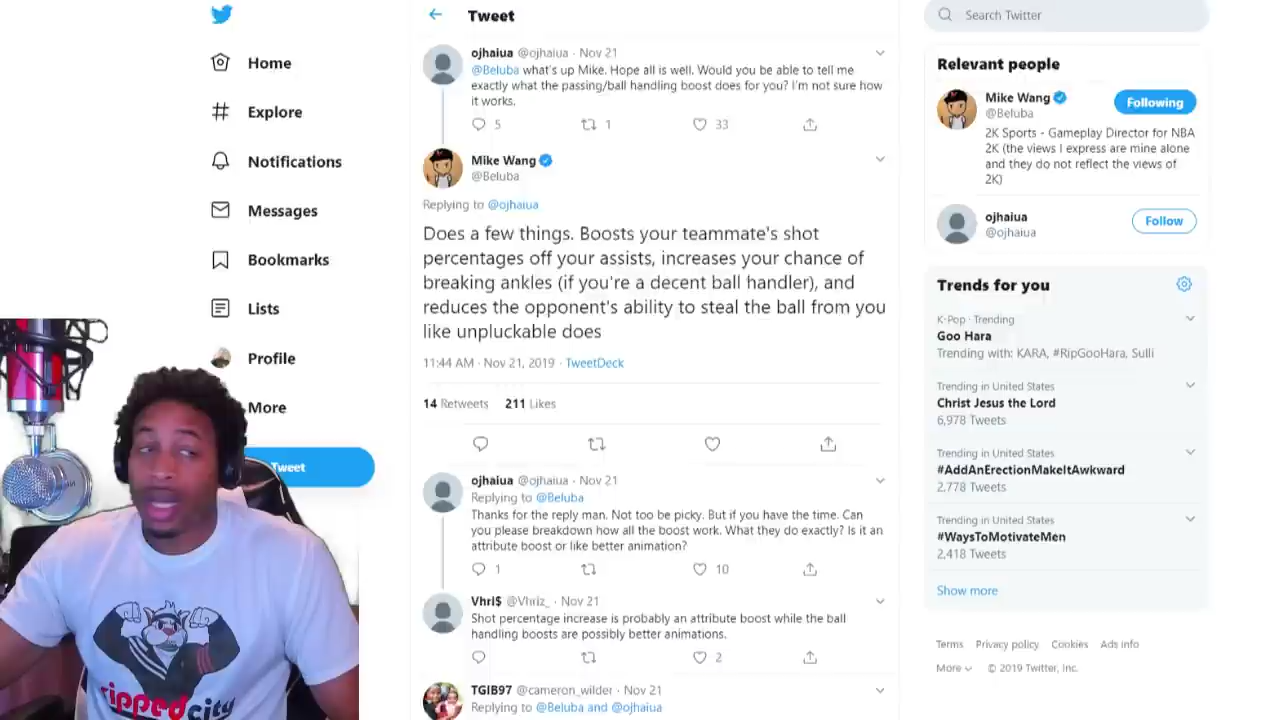 Home
Explore
Notifications
Messages
Bookmarks
Lists
Profile
More
Tweet
Tweet
ojhaiua @ojhaiua · Nov 21
@Beluba what's up Mike. Hope all is well. Would you be able to tell me
exactly what the passing/ball handling boost does for you? I'm not sure how
it works.
5 1 33
Mike Wang
@Beluba
Replying to @ojhaiua
Does a few things. Boosts your teammate's shot
percentages off your assists, increases your chance of
breaking ankles (if you're a decent ball handler), and
reduces the opponent's ability to steal the ball from you
like unpluckable does
11:44 AM · Nov 21, 2019 · TweetDeck
14 Retweets 211 Likes
ojhaiua @ojhaiua · Nov 21
Replying to @Beluba
Thanks for the reply man. Not too be picky. But if you have the time. Can
you please breakdown how all the boost work. What they do exactly? Is it an
attribute boost or like better animation?
1 10
Vhri$ @Vhriz_ · Nov 21
Shot percentage increase is probably an attribute boost while the ball
handling boosts are possibly better animations.
2
TGIB97 @cameron_wilder · Nov 21
Replying to @Beluba and @ojhaiua
Search Twitter
Relevant people
Mike Wang
@Beluba
Following
2K Sports - Gameplay Director for NBA
2K (the views I express are mine alone
and they do not reflect the views of
2K)
ojhaiua
@ojhaiua
Follow
Trends for you
K-Pop · Trending
Goo Hara
Trending with: KARA, #RipGooHara, Sulli
Trending in United States
Christ Jesus the Lord
6,978 Tweets
Trending in United States
#AddAnErectionMakeItAwkward
2,778 Tweets
Trending in United States
#WaysToMotivateMen
2,418 Tweets
Show more
Terms Privacy policy Cookies Ads info
More © 2019 Twitter, Inc.
rippedcity